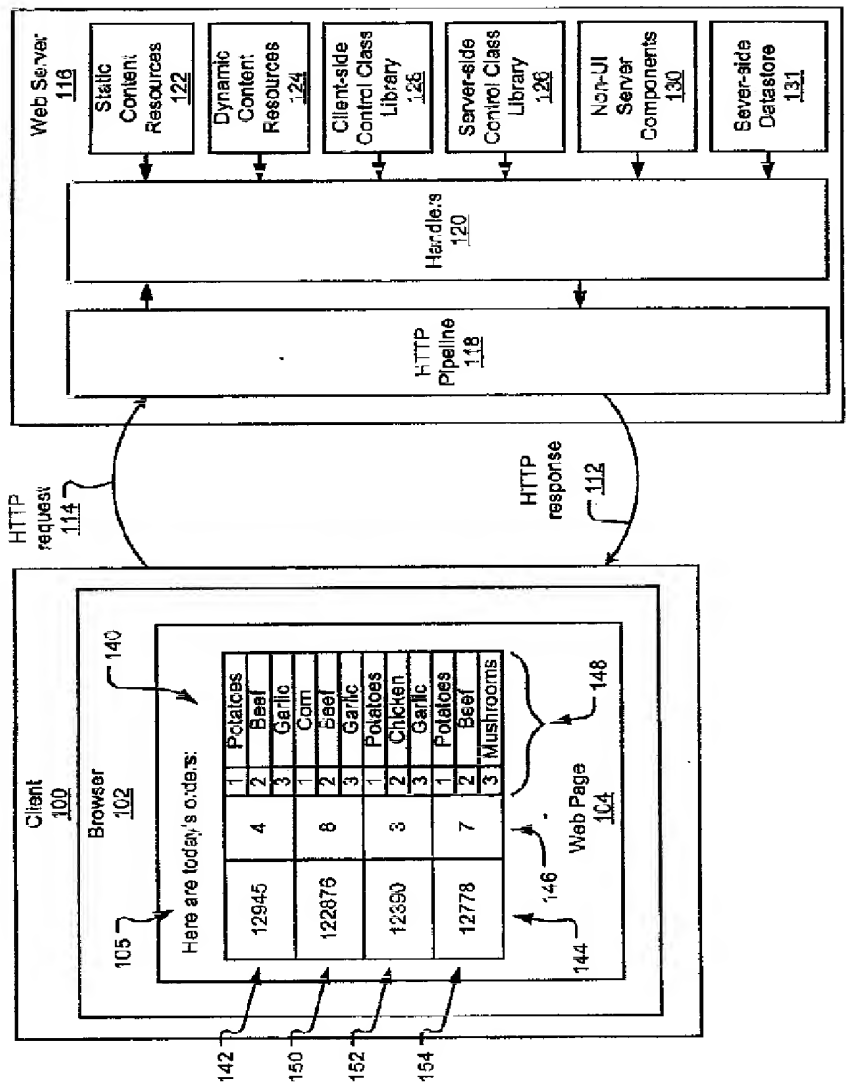 Client
100
Browser
102
105
140
Here are today's orders:
12945 4 1 Potatoes
2 Beef
3 Garlic
122876 8 1 Corn
2 Beef
3 Garlic
12390 3 1 Potatoes
2 Chicken
3 Garlic
12778 7 1 Potatoes
2 Beef
3 Mushrooms
142
150
152
154
144
146
148
Web Page
104
HTTP
request
114
HTTP
response
112
Web Server
116
HTTP
Pipeline
118
Handlers
120
Static
Content
Resources
122
Dynamic
Content
Resources
124
Client-side
Control Class
Library
128
Server-side
Control Class
Library
126
Non-UI
Server
Components
130
Sever-side
Datastore
131